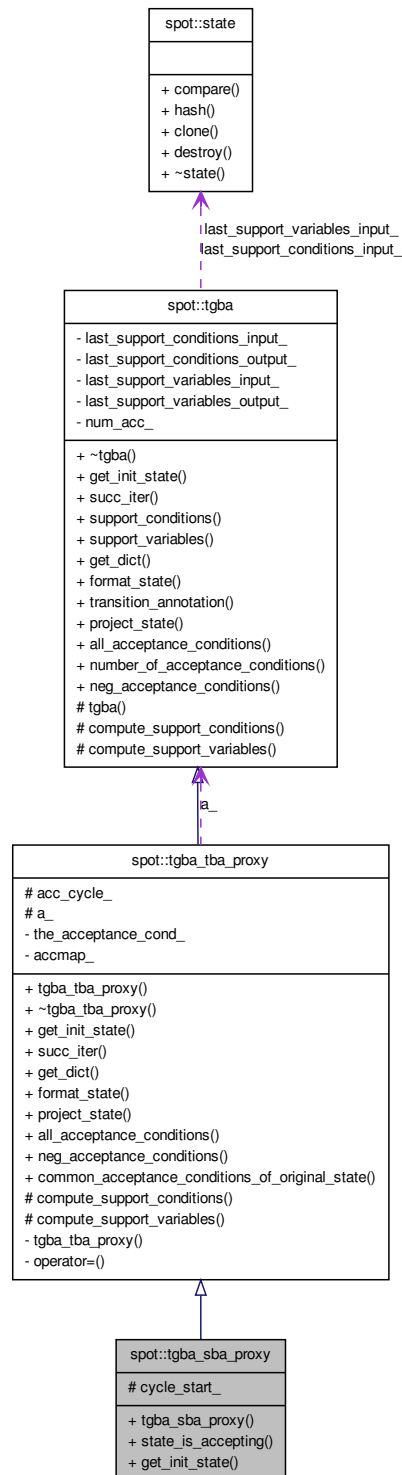 spot::state
+ compare()
+ hash()
+ clone()
+ destroy()
+ ~state()
last_support_variables_input_
last_support_conditions_input_
spot::tgba
- last_support_conditions_input_
- last_support_conditions_output_
- last_support_variables_input_
- last_support_variables_output_
- num_acc_
+ ~tgba()
+ get_init_state()
+ succ_iter()
+ support_conditions()
+ support_variables()
+ get_dict()
+ format_state()
+ transition_annotation()
+ project_state()
+ all_acceptance_conditions()
+ number_of_acceptance_conditions()
+ neg_acceptance_conditions()
# tgba()
# compute_support_conditions()
# compute_support_variables()
a_
spot::tgba_tba_proxy
# acc_cycle_
# a_
- the_acceptance_cond_
- accmap_
+ tgba_tba_proxy()
+ ~tgba_tba_proxy()
+ get_init_state()
+ succ_iter()
+ get_dict()
+ format_state()
+ project_state()
+ all_acceptance_conditions()
+ neg_acceptance_conditions()
+ common_acceptance_conditions_of_original_state()
# compute_support_conditions()
# compute_support_variables()
- tgba_tba_proxy()
- operator=()
spot::tgba_sba_proxy
# cycle_start_
+ tgba_sba_proxy()
+ state_is_accepting()
+ get_init_state()